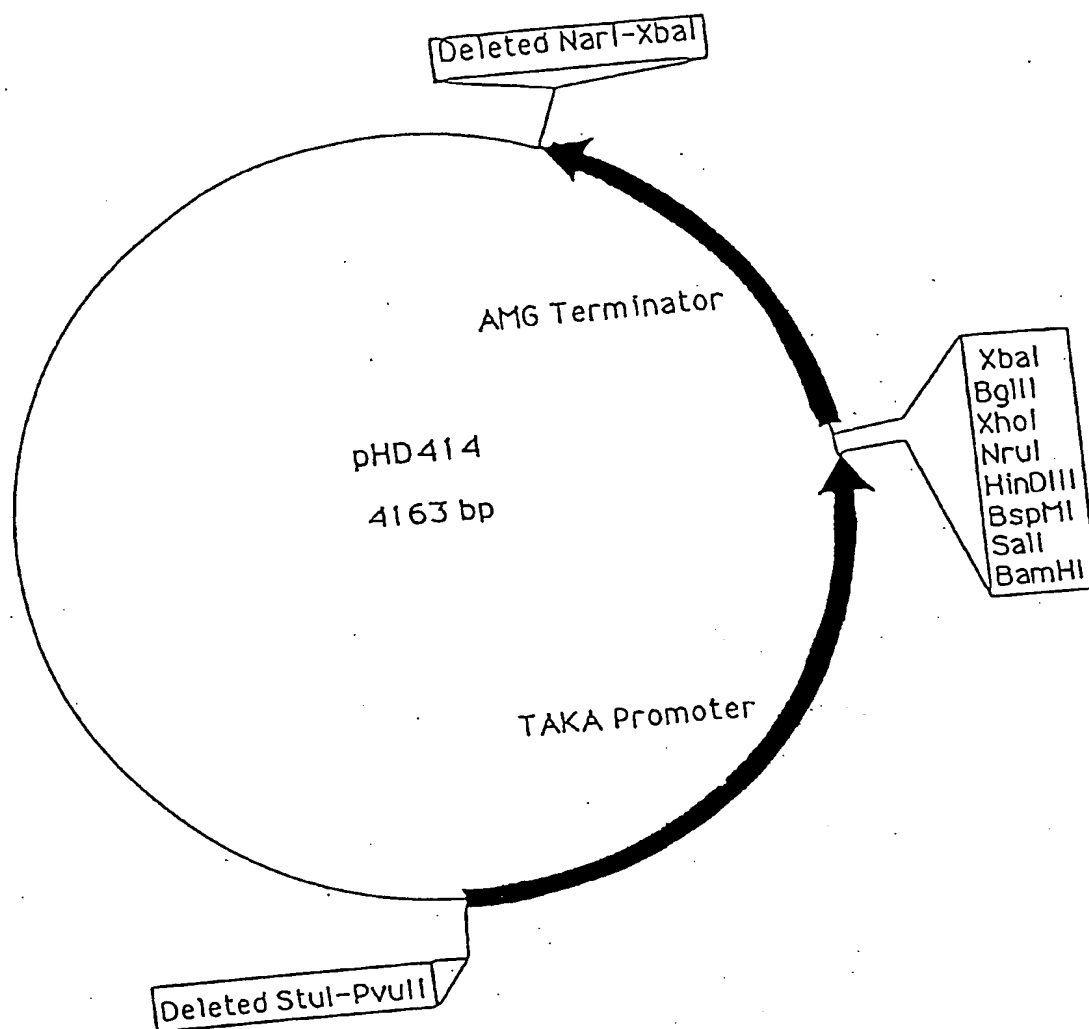 Deleted NarI-XbaI
AMG Terminator
pHD414
4163 bp
XbaI
BglII
XhoI
NruI
HinDIII
BspMI
SalI
BamHI
TAKA Promoter
Deleted StuI-PvuII